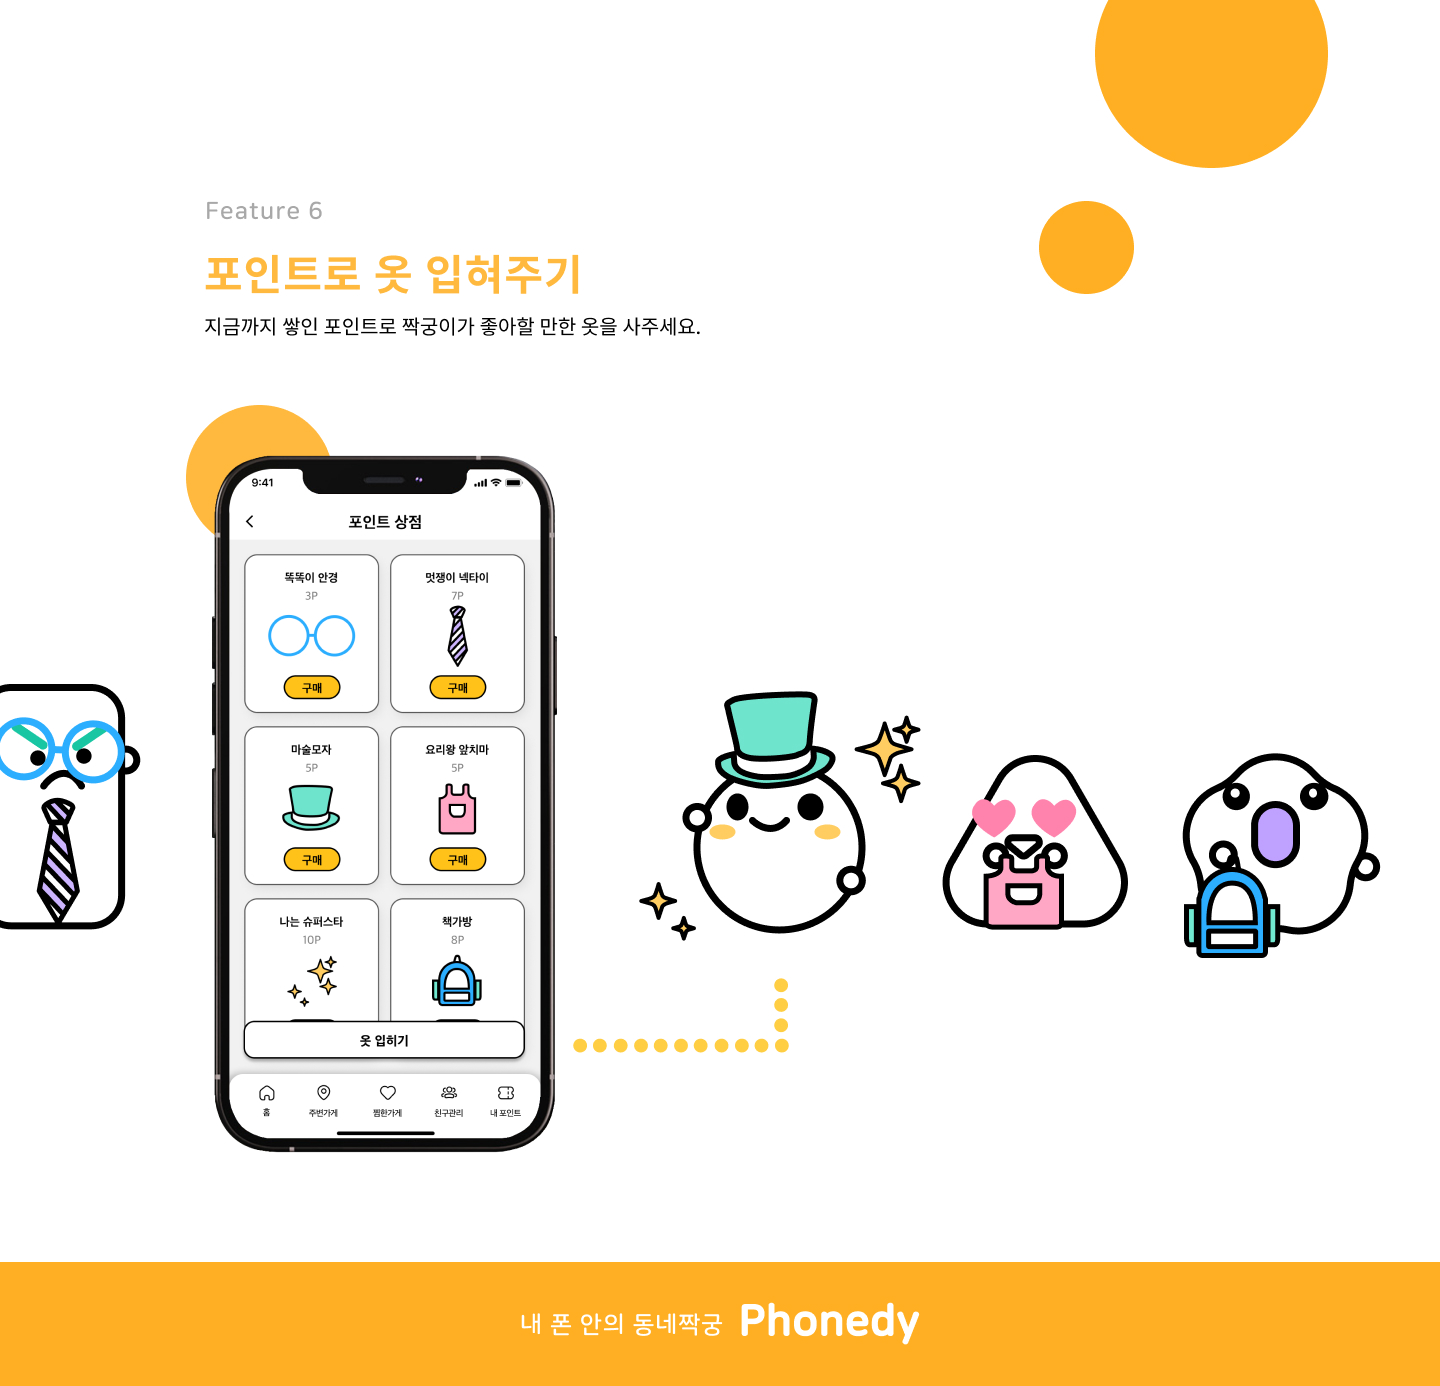 Feature 6
포인트로 옷 입혀주기
지금까지 쌓인 포인트로 짝궁이가 좋아할 만한 옷을 사주세요.
9:41
포인트 상점
똑똑이 안경
3P
구매
멋쟁이 넥타이
7P
구매
마술모자
5P
구매
요리왕 앞치마
5P
구매
나는 슈퍼스타
10P
책가방
8P
옷 입히기
홈
주변가게
찜한가게
친구관리
내 포인트
내 폰 안의 동네짝궁 Phonedy